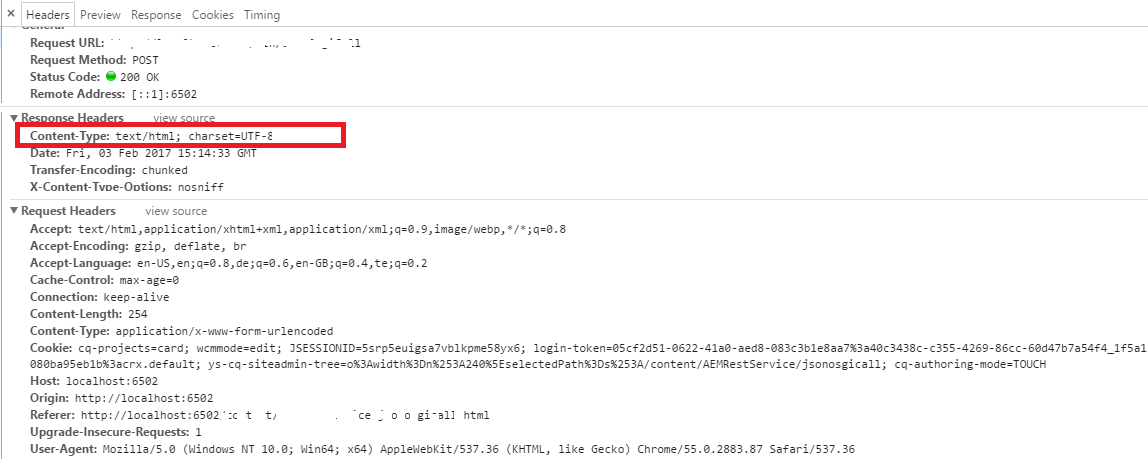 × Headers Preview Response Cookies Timing
General
Request URL:
Request Method: POST
Status Code: 200 OK
Remote Address: [::1]:6502
▼ Response Headers view source
Content-Type: text/html; charset=UTF-8
Date: Fri, 03 Feb 2017 15:14:33 GMT
Transfer-Encoding: chunked
X-Content-Type-Options: nosniff
▼ Request Headers view source
Accept: text/html,application/xhtml+xml,application/xml;q=0.9,image/webp,*/*;q=0.8
Accept-Encoding: gzip, deflate, br
Accept-Language: en-US,en;q=0.8,de;q=0.6,en-GB;q=0.4,te;q=0.2
Cache-Control: max-age=0
Connection: keep-alive
Content-Length: 254
Content-Type: application/x-www-form-urlencoded
Cookie: cq-projects=card; wcmmode=edit; JSESSIONID=5srp5euigsa7vblkpme58yx6; login-token=05cf2d51-0622-41a0-aed8-083c3b1e8aa7%3a40c3438c-c355-4269-86cc-60d47b7a54f4_1f5a1
080ba95eb1b%3acrx.default; ys-cq-siteadmin-tree=o%3Awidth%3Dn%253A240%5EselectedPath%3Ds%253A/content/AEMRestService/jsonosgicall; cq-authoring-mode=TOUCH
Host: localhost:6502
Origin: http://localhost:6502
Referer: http://localhost:6502 html
Upgrade-Insecure-Requests: 1
User-Agent: Mozilla/5.0 (Windows NT 10.0; Win64; x64) AppleWebKit/537.36 (KHTML, like Gecko) Chrome/55.0.2883.87 Safari/537.36